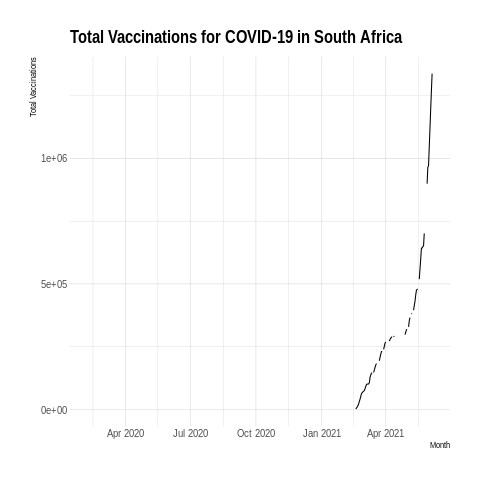 Total Vaccinations for COVID-19 in South Africa
Total Vaccinations
1e+06
5e+05
0e+00
Apr 2020 Jul 2020 Oct 2020 Jan 2021 Apr 2021
Month